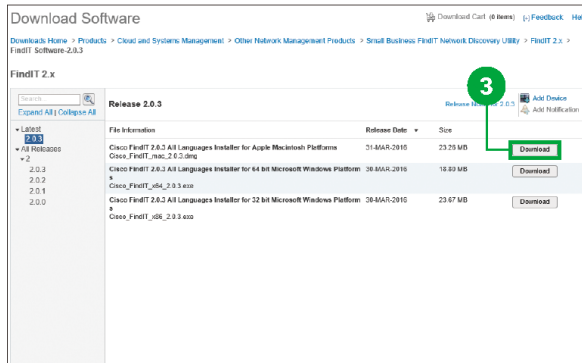 Download Software
Download Cart (0 items) [-] Feedback Hel
Downloads Home > Products > Cloud and Systems Management > Other Network Management Products > Small Business FindIT Network Discovery Utility > FindIT 2.x >
FindIT Software-2.0.3
FindIT 2.x
Search
Expand All | Collapse All
Latest
2.0.3
All Releases
2
2.0.3
2.0.2
2.0.1
2.0.0
Release 2.0.3
Release 2.0.3
3
Add Device
Add Notification
File Information Release Date Size
Cisco FindIT 2.0.3 All Languages Installer for Apple Macintosh Platforms 31-MAR-2016 23.26 MB Download
Cisco_FindIT_mac_2.0.3.dmg
Cisco FindIT 2.0.3 All Languages Installer for 64 bit Microsoft Windows Platform 30-MAR-2016 18.80 MB Download
s
Cisco_FindIT_x64_2.0.3.exe
Cisco FindIT 2.0.3 All Languages Installer for 32 bit Microsoft Windows Platform 30-MAR-2016 23.67 MB Download
s
Cisco_FindIT_x86_2.0.3.exe